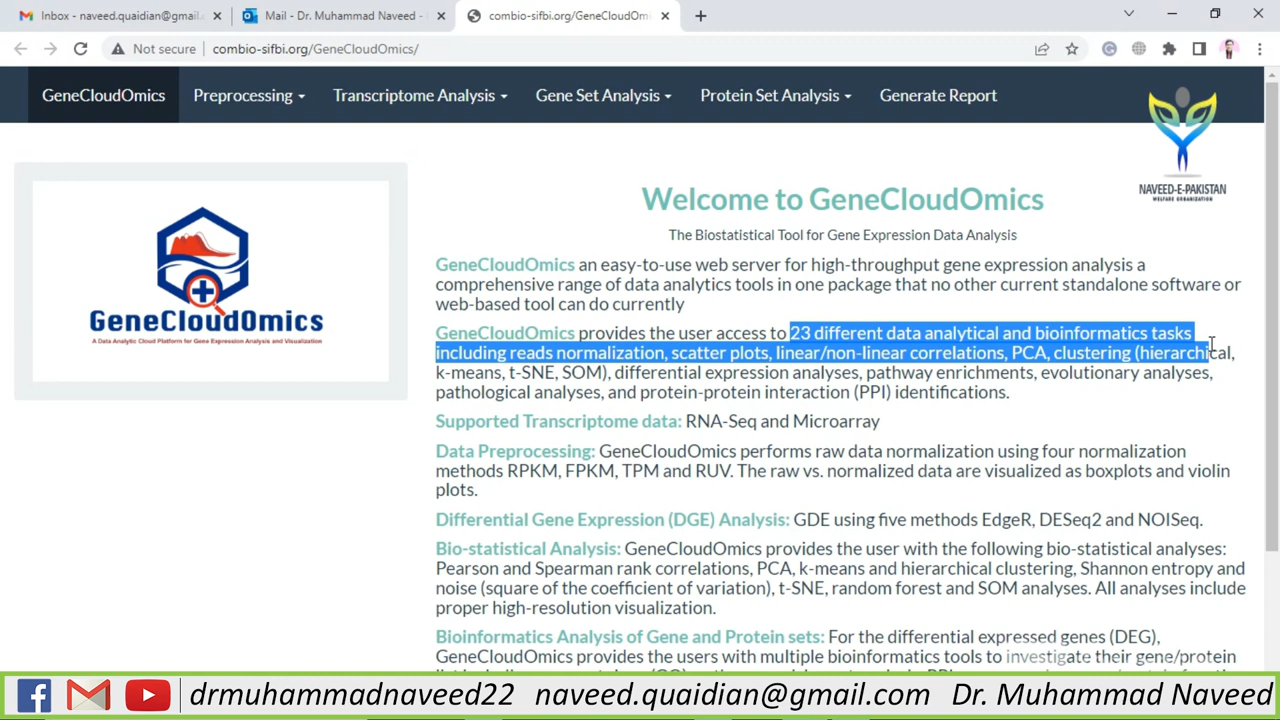 Inbox - naveed.quaidian@gmail.c
Mail - Dr. Muhammad Naveed -
combio-sifbi.org/GeneCloudOmi
Not secure
combio-sifbi.org/GeneCloudOmics/
GeneCloudOmics
Preprocessing
Transcriptome Analysis
Gene Set Analysis
Protein Set Analysis
Generate Report
NAVEED-E-PAKISTAN
WELFARE ORGANIZATION
GeneCloudOmics
A Data Analytic Cloud Platform for Gene Expression Analysis and Visualization
Welcome to GeneCloudOmics
The Biostatistical Tool for Gene Expression Data Analysis
GeneCloudOmics an easy-to-use web server for high-throughput gene expression analysis a
comprehensive range of data analytics tools in one package that no other current standalone software or
web-based tool can do currently
GeneCloudOmics provides the user access to 23 different data analytical and bioinformatics tasks
including reads normalization, scatter plots, linear/non-linear correlations, PCA, clustering (hierarchical,
k-means, t-SNE, SOM), differential expression analyses, pathway enrichments, evolutionary analyses,
pathological analyses, and protein-protein interaction (PPI) identifications.
Supported Transcriptome data: RNA-Seq and Microarray
Data Preprocessing: GeneCloudOmics performs raw data normalization using four normalization
methods RPKM, FPKM, TPM and RUV. The raw vs. normalized data are visualized as boxplots and violin
plots.
Differential Gene Expression (DGE) Analysis: GDE using five methods EdgeR, DESeq2 and NOISeq.
Bio-statistical Analysis: GeneCloudOmics provides the user with the following bio-statistical analyses:
Pearson and Spearman rank correlations, PCA, k-means and hierarchical clustering, Shannon entropy and
noise (square of the coefficient of variation), t-SNE, random forest and SOM analyses. All analyses include
proper high-resolution visualization.
Bioinformatics Analysis of Gene and Protein sets: For the differential expressed genes (DEG),
GeneCloudOmics provides the users with multiple bioinformatics tools to investigate their gene/protein
drmuhammadnaveed22 naveed.quaidian@gmail.com Dr. Muhammad Naveed